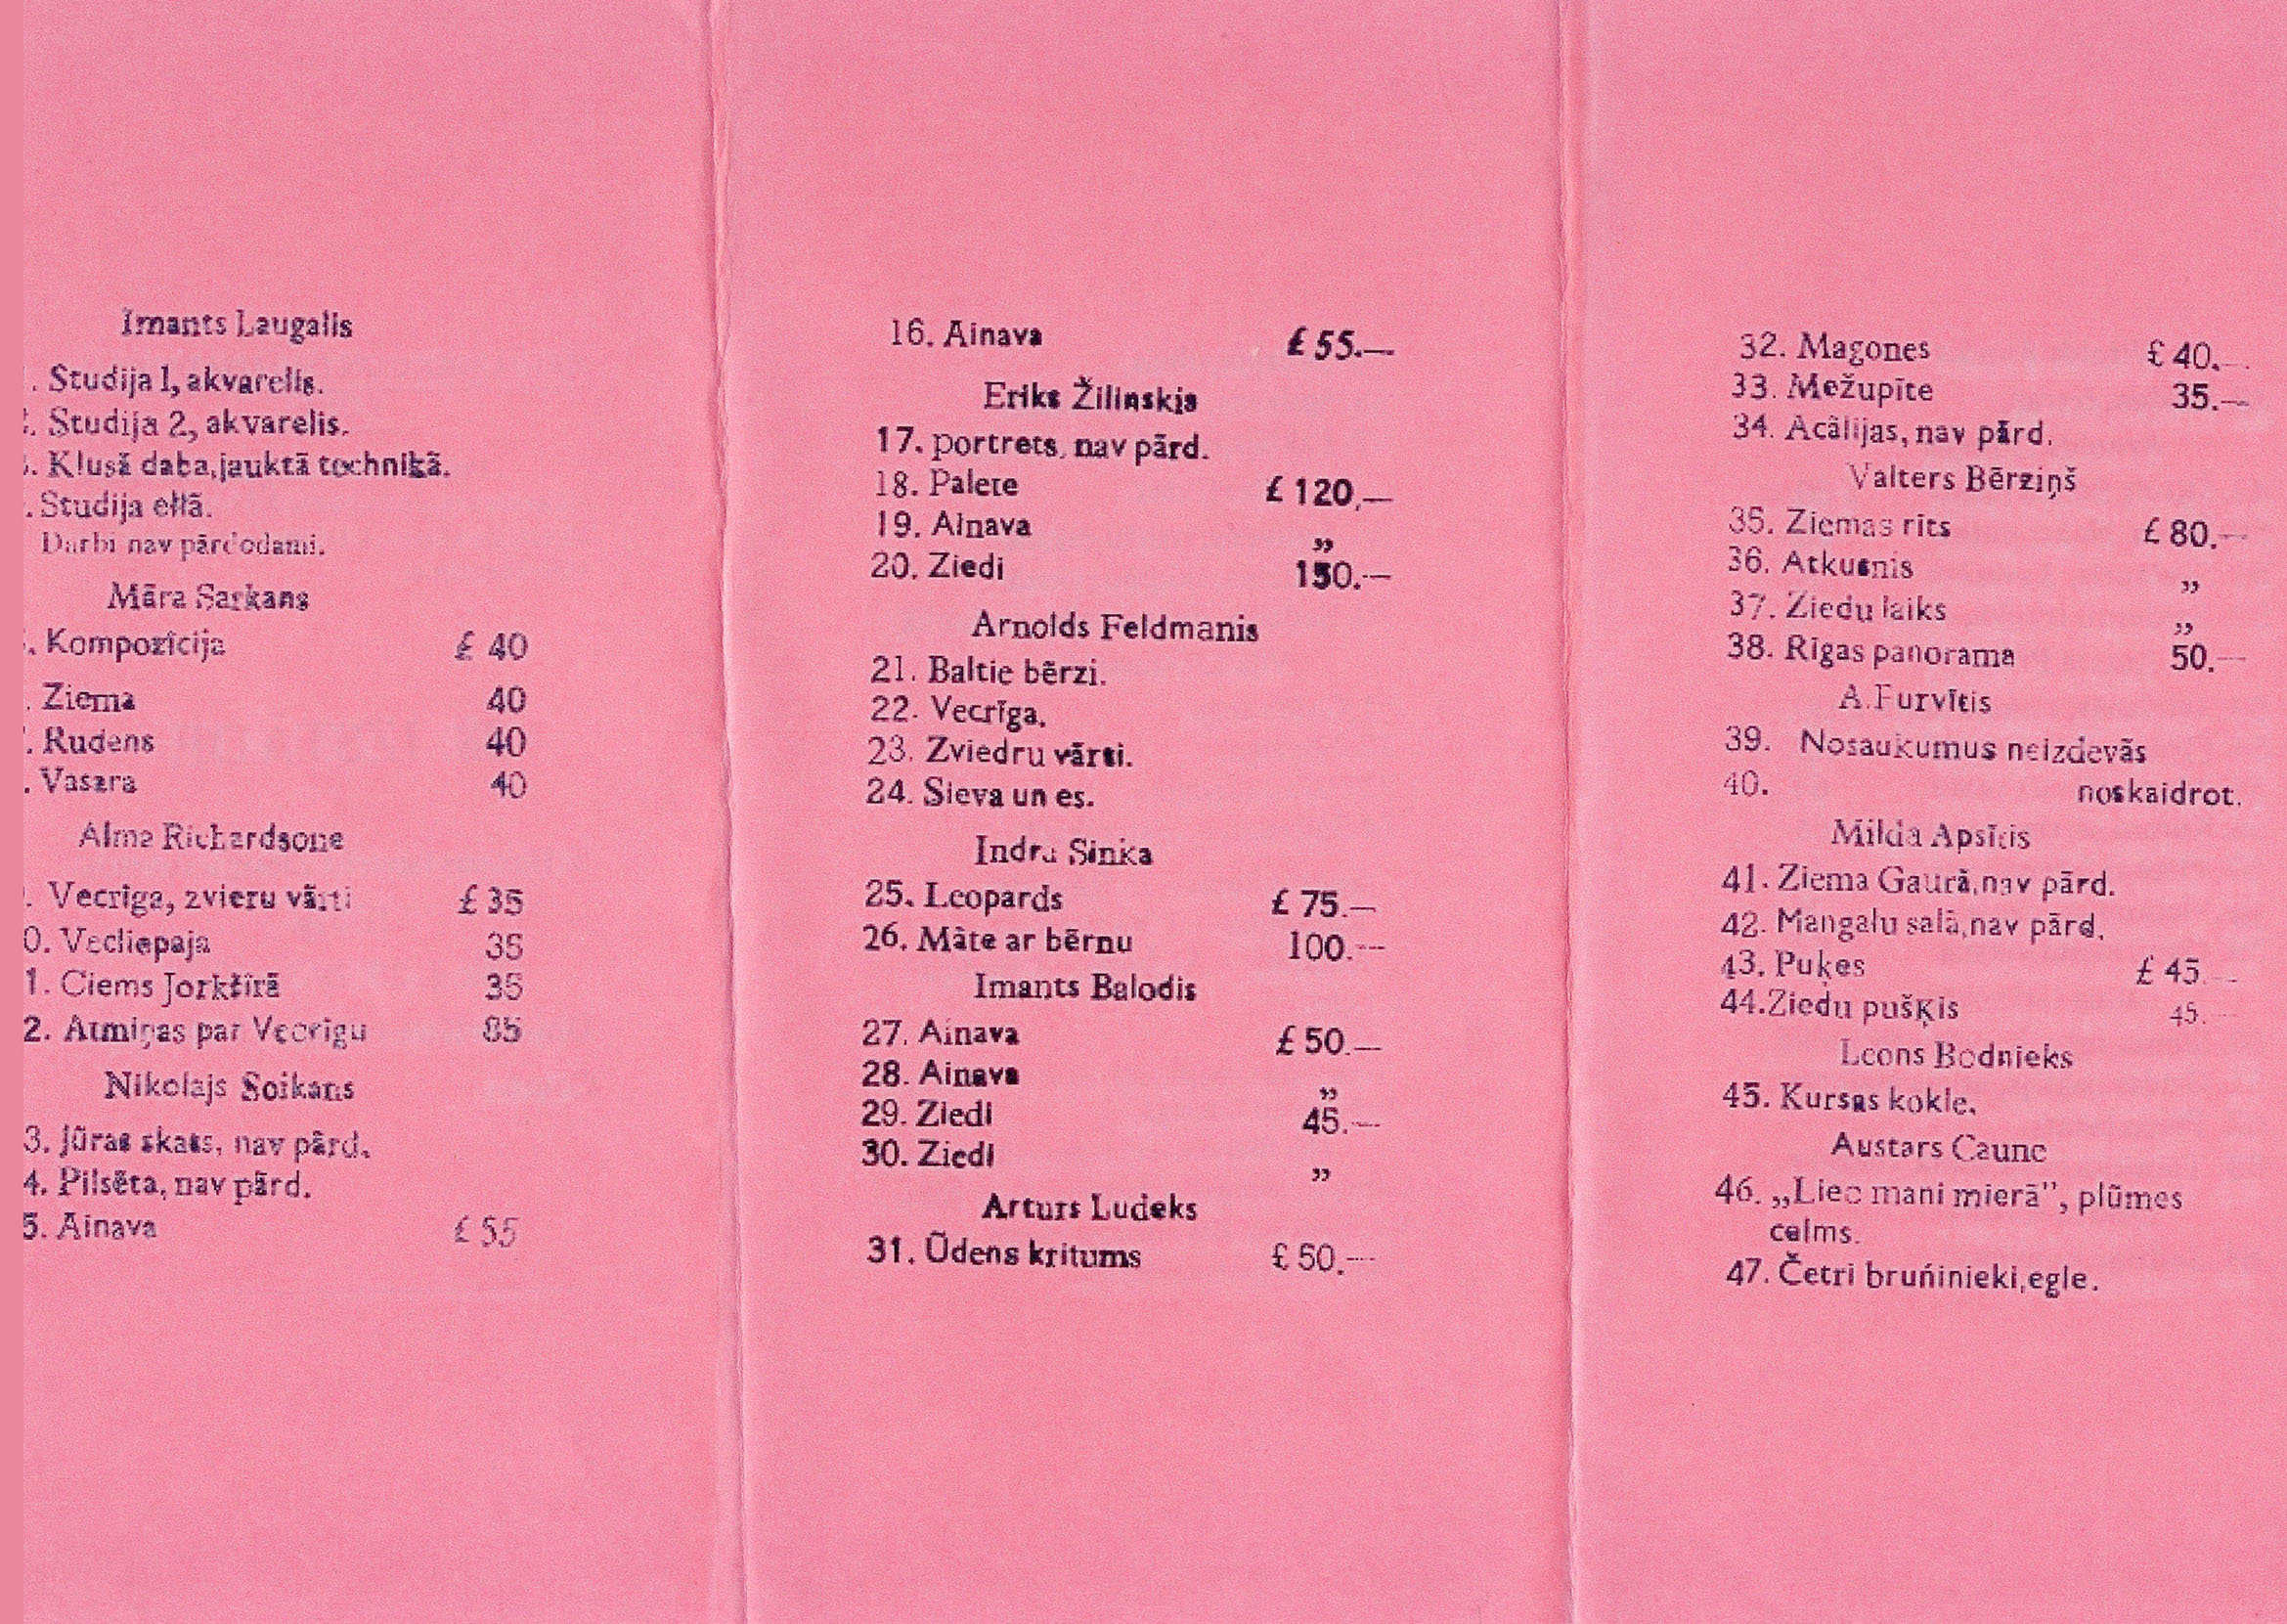 Imants Laugalis
. Studija 1, akvarelis.
. Studija 2, akvarelis.
. Klusā daba,jauktā technikā.
. Studija eļļā.
Darbi nav pārdodami.
Māra Sarkans
. Kompozīcija £ 40
. Ziema 40
. Rudens 40
. Vasara 40
Alma Richardsone
. Vecrīga, zvieru vārti £ 35
0. Vecliepaja 35
1. Ciems Jorkšīrā 35
2. Atmiņas par Vecrīgu
Nikolajs Soikans
3. Jūras skats, nav pārd.
4. Pilsēta, nav pārd.
5. Ainava £ 55
16. Ainava £ 55.—
Eriks Žilinskis
17. portrets, nav pārd.
18. Palete £ 120,—
19. Ainava „
20. Ziedi 150.—
Arnolds Feldmanis
21. Baltie bērzi.
22. Vecrīga.
23. Zviedru vārti.
24. Sieva un es.
Indra Sinka
25. Leopards £ 75.—
26. Māte ar bērnu 100.—
Imants Balodis
27. Ainava £ 50.—
28. Ainava „
29. Ziedi 45.—
30. Ziedi „
Arturs Ludeks
31. Ūdens kritums £ 50.—
32. Magones £ 40.—
33. Mežupīte 35.—
34. Acālijas, nav pārd.
Valters Bērziņš
35. Ziemas rīts £ 80.—
36. Atkusnis „
37. Ziedu laiks „
38. Rīgas panorama 50.—
A.Purvītis
39. Nosaukumus neizdevās
40. noskaidrot.
Milda Apsītis
41. Ziema Gaurā,nav pārd.
42. Mangaļu salā,nav pārd.
43. Puķes £ 45.—
44.Ziedu pušķis 45.—
Leons Bodnieks
45. Kursas kokle.
Austars Caune
46. „Liec mani mierā”, plūmes
celms.
47. Četri bruńinieki,egle.